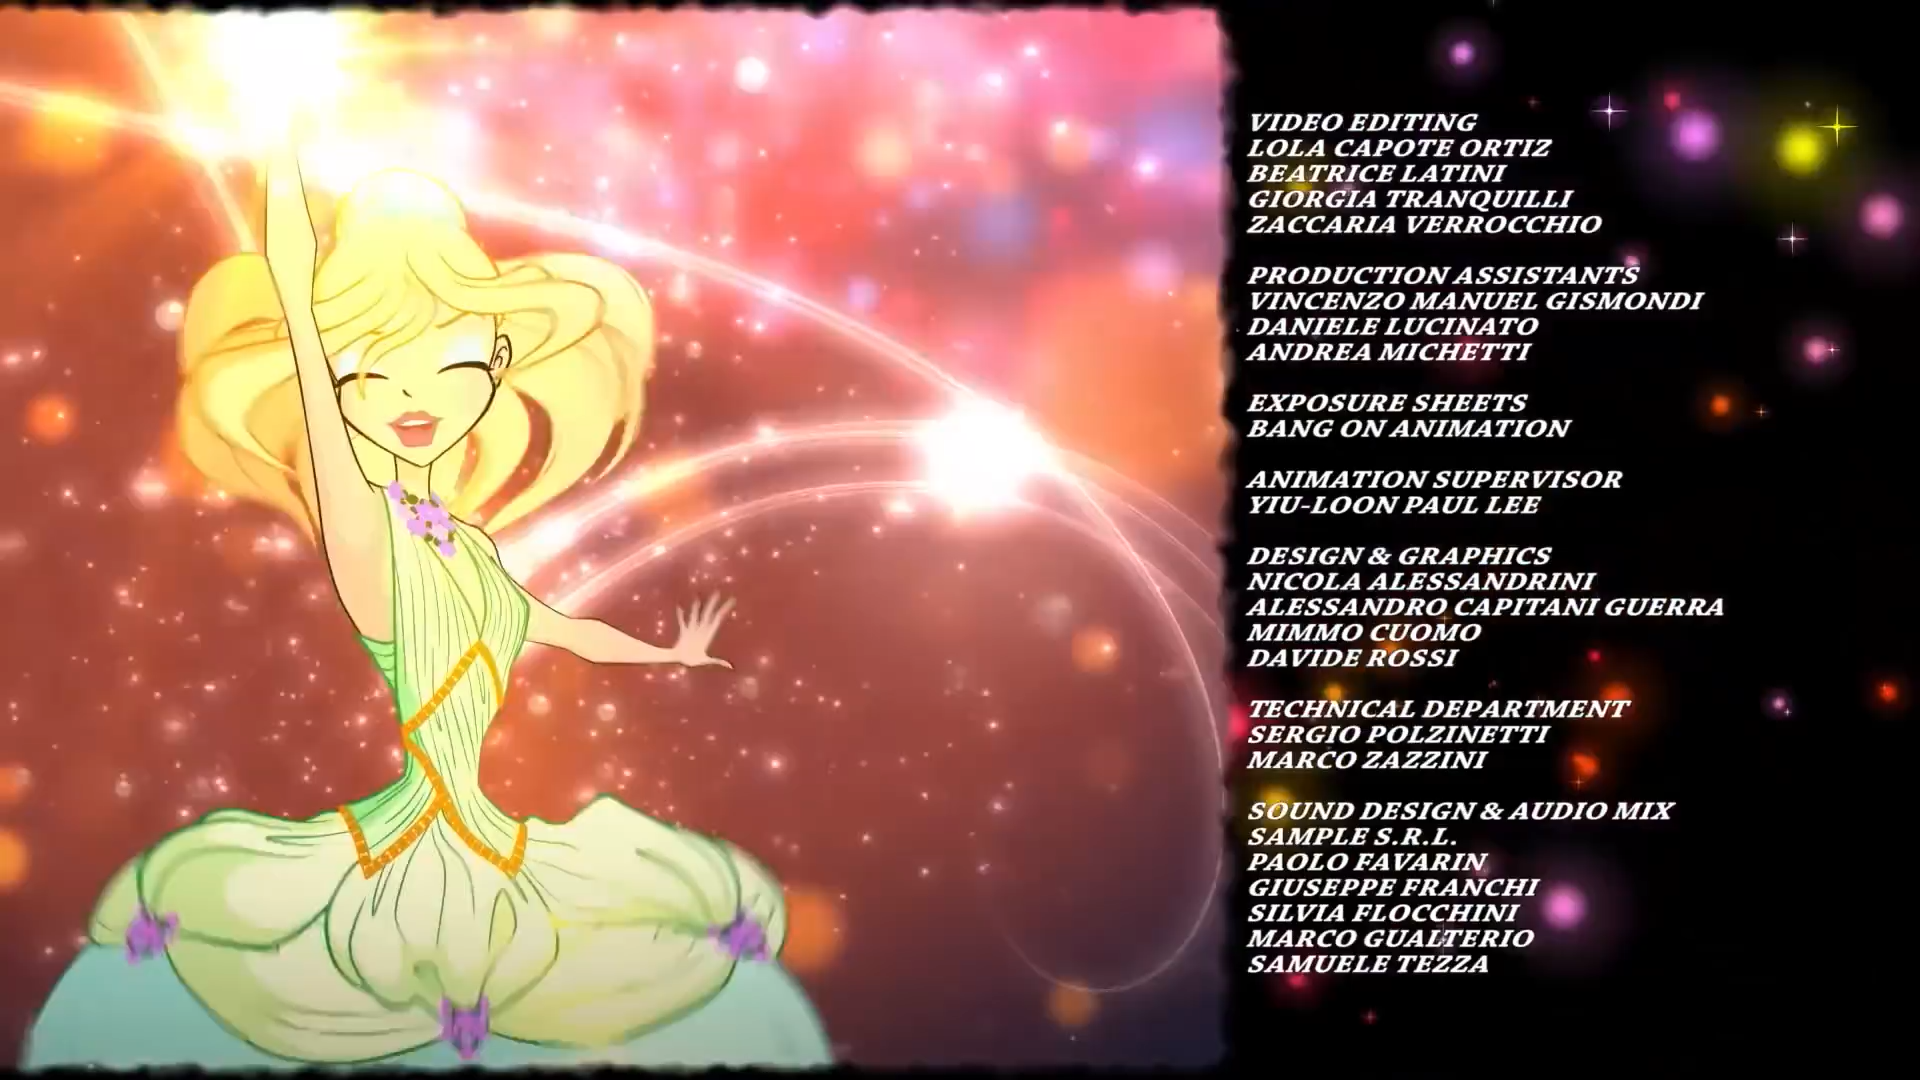 VIDEO EDITING
LOLA CAPOTE ORTIZ
BEATRICE LATINI
GIORGIA TRANQUILLI
ZACCARIA VERROCCHIO
PRODUCTION ASSISTANTS
VINCENZO MANUEL GISMONDI
DANIELE LUCINATO
ANDREA MICHETTI
EXPOSURE SHEETS
BANG ON ANIMATION
ANIMATION SUPERVISOR
YIU-LOON PAUL LEE
DESIGN & GRAPHICS
NICOLA ALESSANDRINI
ALESSANDRO CAPITANI GUERRA
MIMMO CUOMO
DAVIDE ROSSI
TECHNICAL DEPARTMENT
SERGIO POLZINETTI
MARCO ZAZZINI
SOUND DESIGN & AUDIO MIX
SAMPLE S.R.L.
PAOLO FAVARIN
GIUSEPPE FRANCHI
SILVIA FLOCCHINI
MARCO GUALTERIO
SAMUELE TEZZA